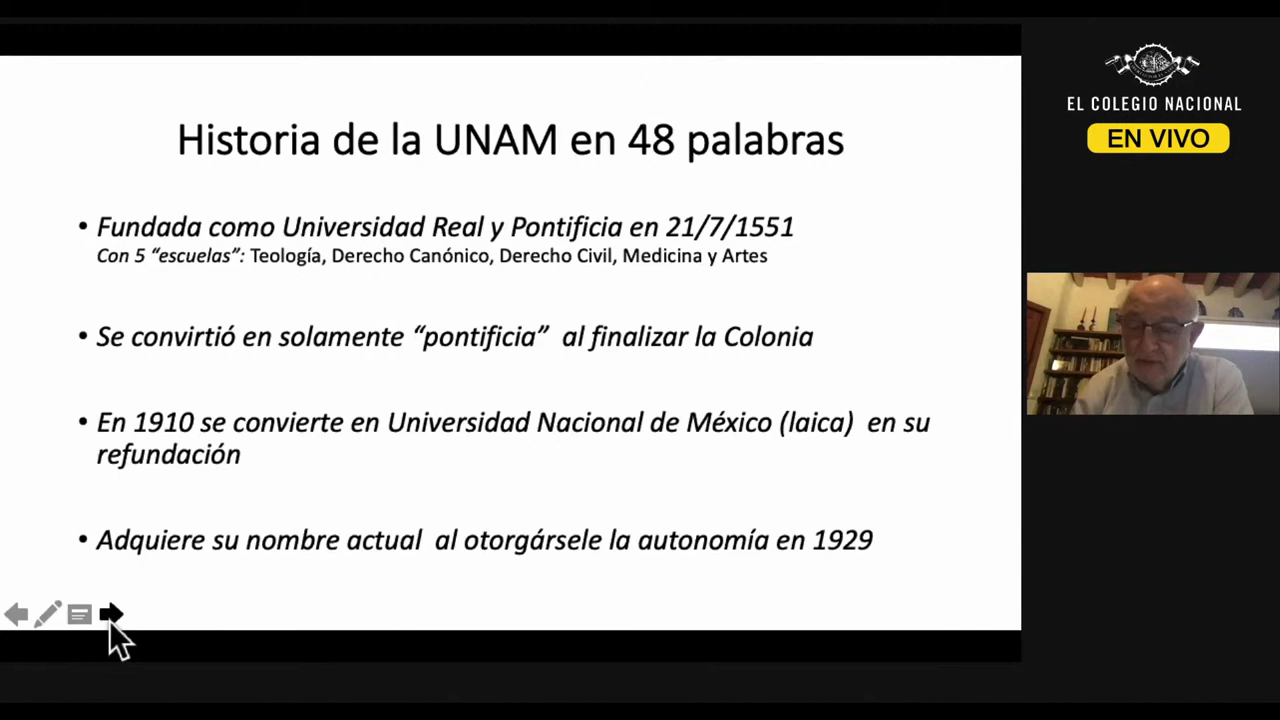 Historia de la UNAM en 48 palabras
• Fundada como Universidad Real y Pontificia en 21/7/1551
Con 5 “escuelas”: Teología, Derecho Canónico, Derecho Civil, Medicina y Artes
• Se convirtió en solamente “pontificia” al finalizar la Colonia
• En 1910 se convierte en Universidad Nacional de México (laica) en su
refundación
• Adquiere su nombre actual al otorgársele la autonomía en 1929
EL COLEGIO NACIONAL
EN VIVO